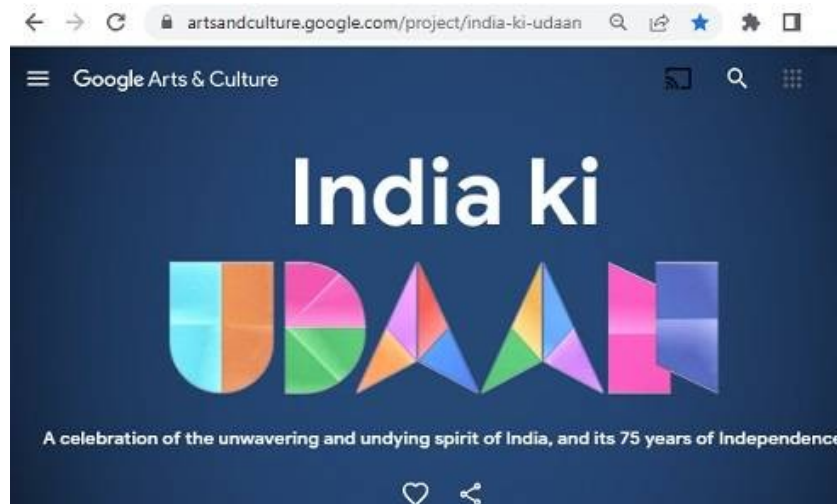 artsandculture.google.com/project/india-ki-udaan
Google Arts & Culture
India ki
UDAAN
A celebration of the unwavering and undying spirit of India, and its 75 years of Independence